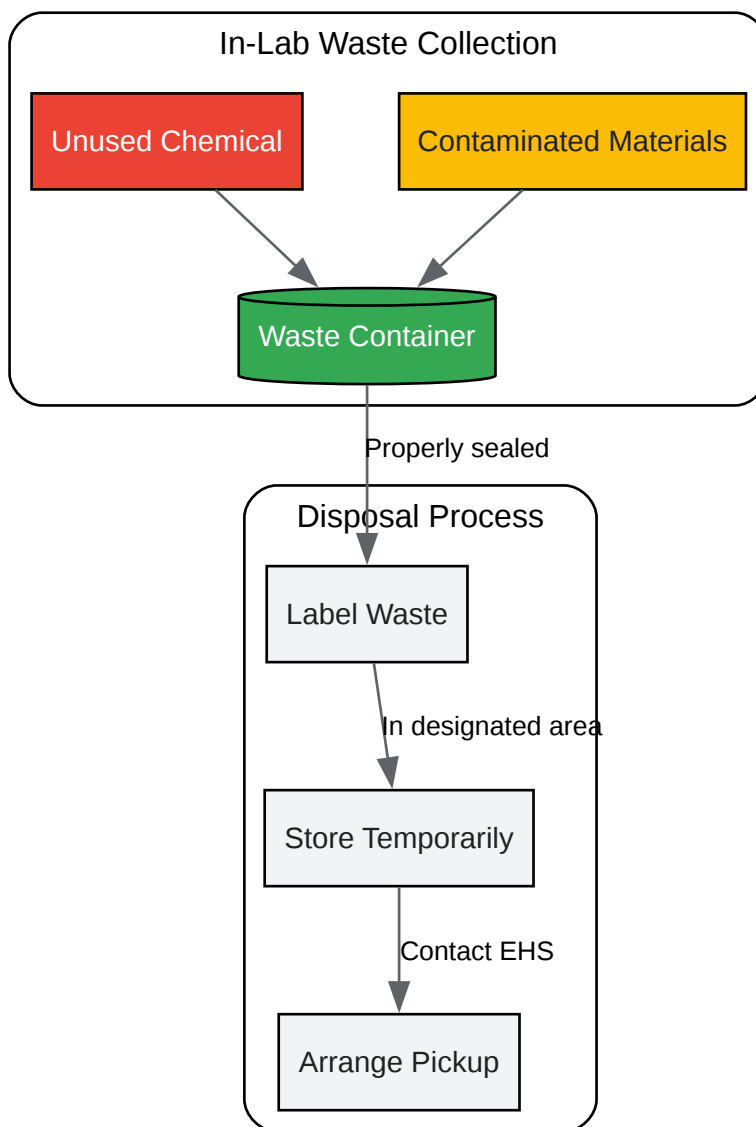 In-Lab Waste Collection
Unused Chemical
Contaminated Materials
Waste Container
Properly sealed
Disposal Process
Label Waste
In designated area
Store Temporarily
Contact EHS
Arrange Pickup